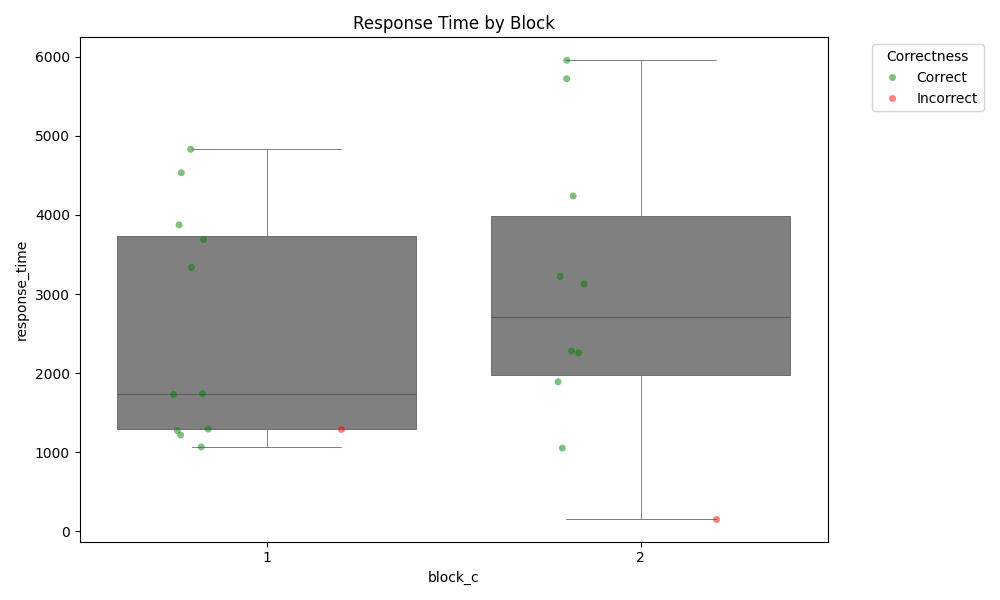 Response Time by Block
Correctness
Correct
Incorrect
response_time
6000
5000
4000
3000
2000
1000
0
1
2
block_c